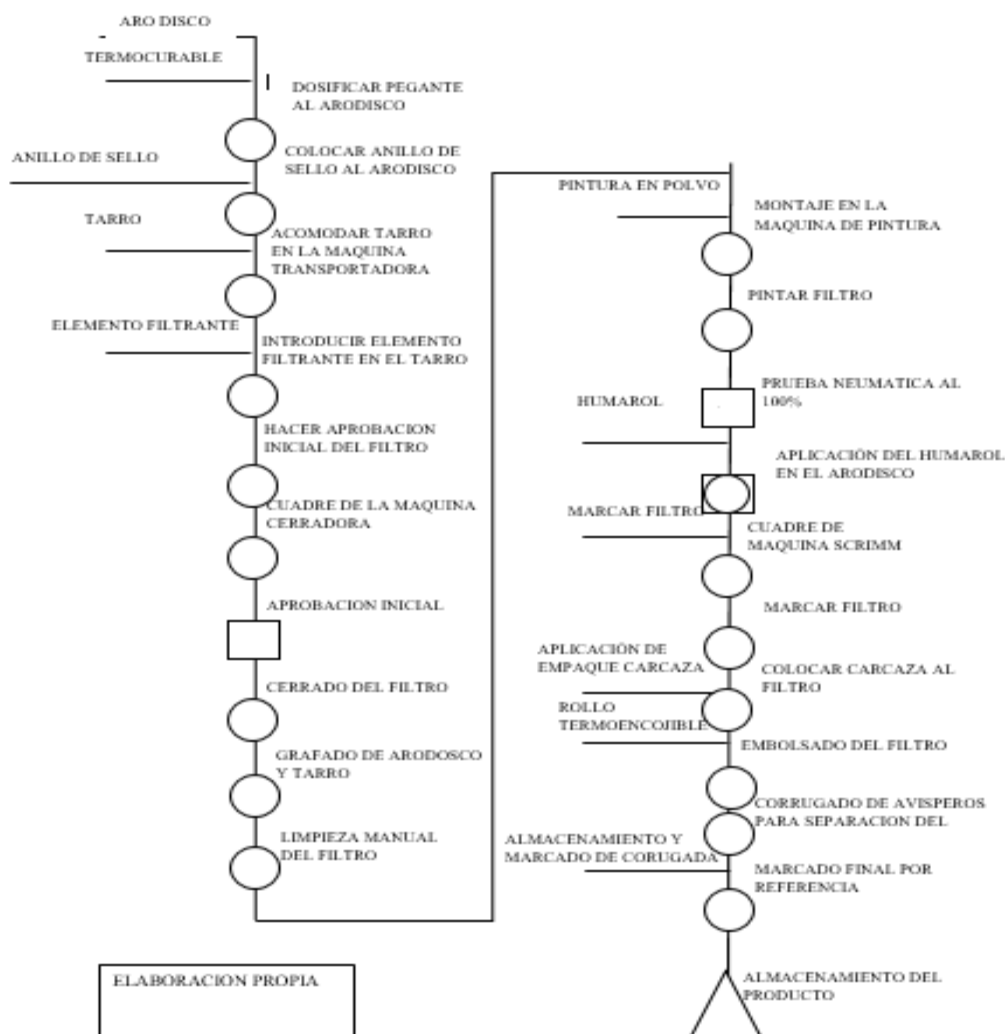 ARO DISCO
TERMOCURABLE
DOSIFICAR PEGANTE
AL ARODISCO
ANILLO DE SELLO
COLOCAR ANILLO DE
SELLO AL ARODISCO
TARRO
ACOMODAR TARRO
EN LA MAQUINA
TRANSPORTADORA
ELEMENTO FILTRANTE
INTRODUCIR ELEMENTO
FILTRANTE EN EL TARRO
HACER APROBACION
INICIAL DEL FILTRO
CUADRE DE LA MAQUINA
CERRADORA
APROBACION INICIAL
CERRADO DEL FILTRO
GRAFADO DE ARODOSCO
Y TARRO
LIMPIEZA MANUAL
DEL FILTRO
ELABORACION PROPIA
PINTURA EN POLVO
MONTAJE EN LA
MAQUINA DE PINTURA
PINTAR FILTRO
PRUEBA NEUMATICA AL
100%
HUMAROL
APLICACIÓN DEL HUMAROL
EN EL ARODISCO
MARCAR FILTRO
CUADRE DE
MAQUINA SCRIMM
MARCAR FILTRO
APLICACIÓN DE
EMPAQUE CARCAZA
COLOCAR CARCAZA AL
FILTRO
ROLLO
TERMOENCOJIBLE
EMBOLSADO DEL FILTRO
CORRUGADO DE AVISPEROS
PARA SEPARACION DEL
ALMACENAMIENTO Y
MARCADO DE CORUGADA
MARCADO FINAL POR
REFERENCIA
ALMACENAMIENTO DEL
PRODUCTO